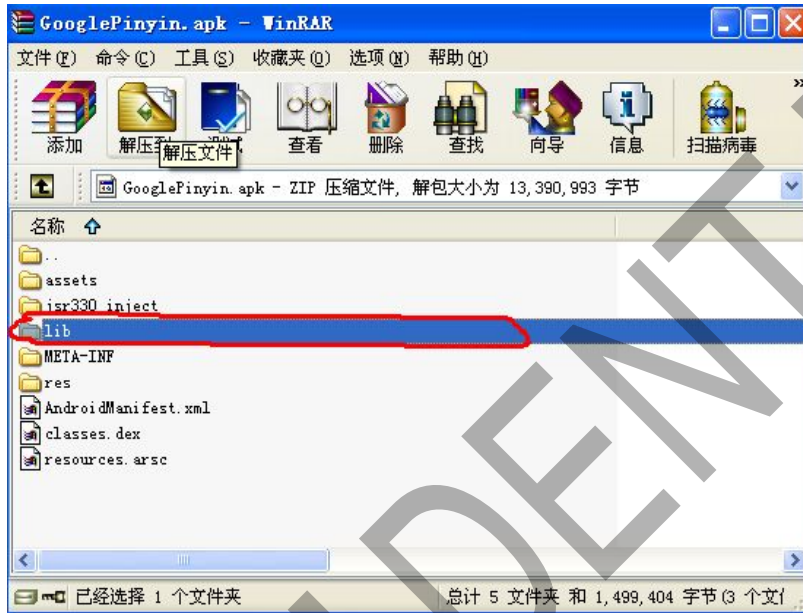 GooglePinyin.apk - WinRAR
文件(F) 命令(C) 工具(S) 收藏夹(O) 选项(N) 帮助(H)
添加 解压到 测试 查看 删除 查找 向导 信息 扫描病毒
解压文件
GooglePinyin.apk - ZIP 压缩文件, 解包大小为 13,390,993 字节
名称
..
assets
isr330_inject
lib
META-INF
res
AndroidManifest.xml
classes.dex
resources.arsc
已经选择 1 个文件夹 总计 5 文件夹 和 1,499,404 字节(3 个文
DENT